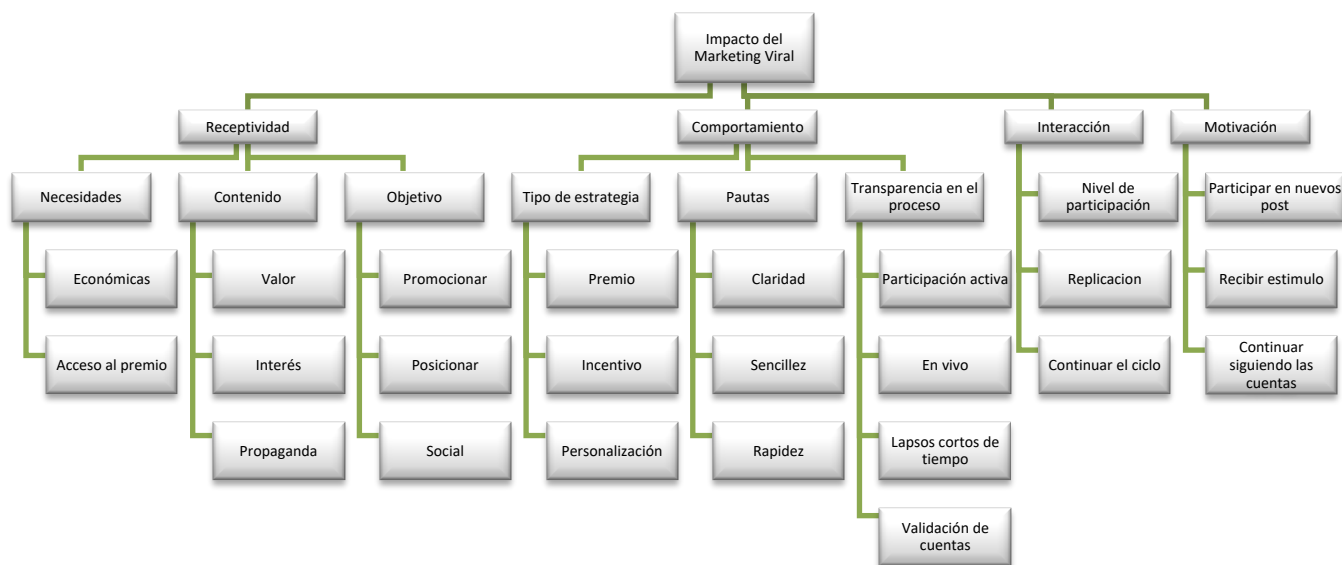 Impacto del
Marketing Viral
Receptividad
Comportamiento
Interacción
Motivación
Necesidades
Contenido
Objetivo
Tipo de estrategia
Pautas
Transparencia en el
proceso
Nivel de
participación
Participar en nuevos
post
Económicas
Valor
Promocionar
Premio
Claridad
Participación activa
Replicacion
Recibir estimulo
Acceso al premio
Interés
Posicionar
Incentivo
Sencillez
En vivo
Continuar el ciclo
Continuar
siguiendo las
cuentas
Propaganda
Social
Personalización
Rapidez
Lapsos cortos de
tiempo
Validación de
cuentas